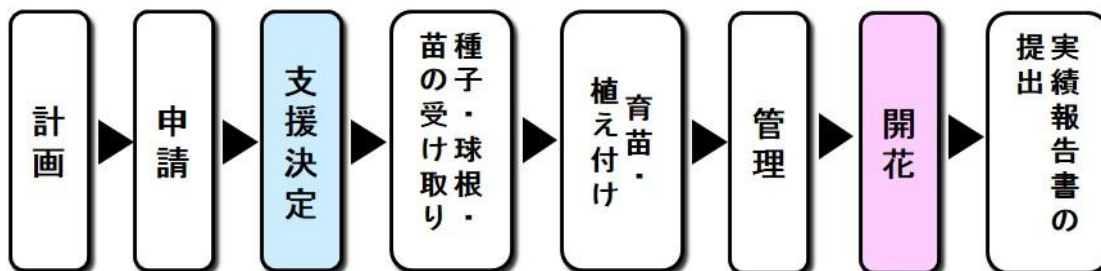 計画
申請
支援決定
種子・球根・
苗の受け取り
育苗・
植え付け
管理
開花
実績報告書の
提出